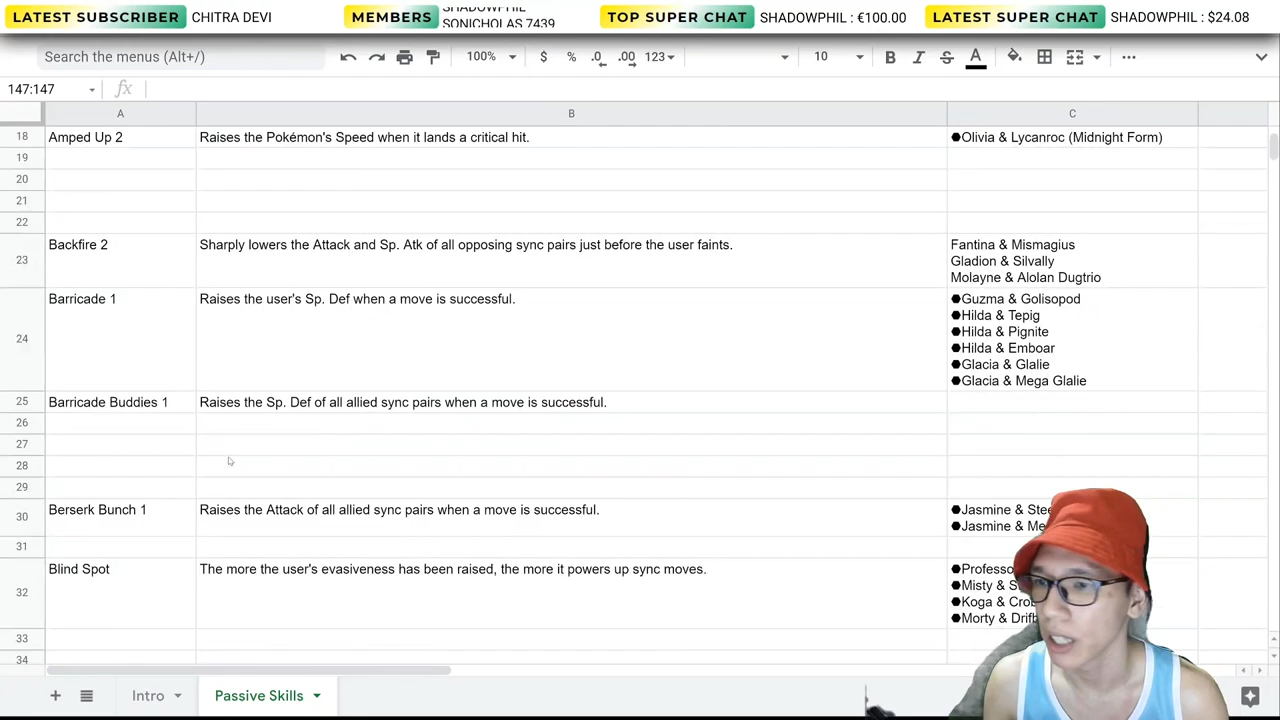 LATEST SUBSCRIBER CHITRA DEVI MEMBERS SHADOWPHIL TOP SUPER CHAT SHADOWPHIL : €100.00 LATEST SUPER CHAT SHADOWPHIL : $24.08
SONICHOLAS 7439
Search the menus (Alt+/) 100% $ % .0 .00 123 10 B I S A
147:147 fx
A B C
18 Amped Up 2 Raises the Pokémon's Speed when it lands a critical hit. ●Olivia & Lycanroc (Midnight Form)
19
20
21
22
23 Backfire 2 Sharply lowers the Attack and Sp. Atk of all opposing sync pairs just before the user faints. Fantina & Mismagius
Gladion & Silvally
Molayne & Alolan Dugtrio
24 Barricade 1 Raises the user's Sp. Def when a move is successful. ●Guzma & Golisopod
●Hilda & Tepig
●Hilda & Pignite
●Hilda & Emboar
●Glacia & Glalie
●Glacia & Mega Glalie
25 Barricade Buddies 1 Raises the Sp. Def of all allied sync pairs when a move is successful.
26
27
28
29
30 Berserk Bunch 1 Raises the Attack of all allied sync pairs when a move is successful. ●Jasmine &
●Jasmine &
31
32 Blind Spot The more the user's evasiveness has been raised, the more it powers up sync moves.
●Misty &
●Koga &
●Morty &
33
34
Intro Passive Skills